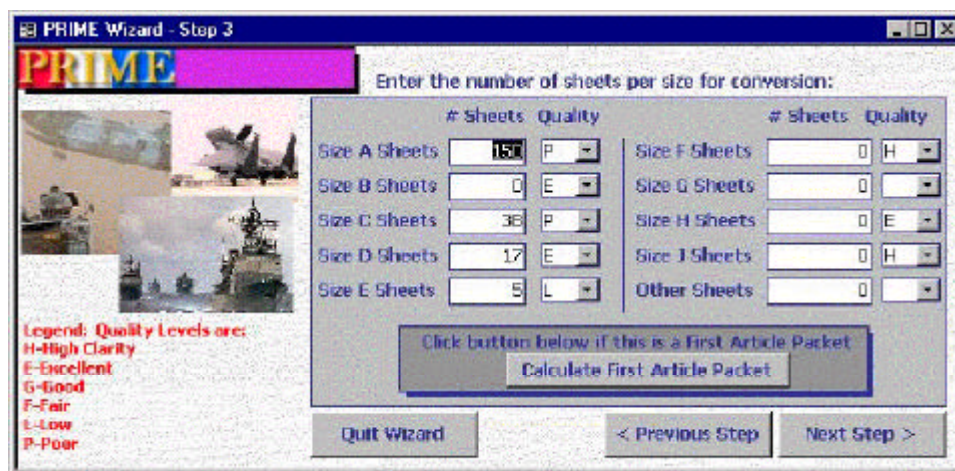 PRIME Wizard - Step 3
PRIME
Enter the number of sheets per size for conversion:
# Sheets Quality # Sheets Quality
Size A Sheets 150 P Size F Sheets 0 H
Size B Sheets 0 E Size G Sheets 0
Size C Sheets 38 P Size H Sheets 0 E
Size D Sheets 17 E Size J Sheets 0 H
Size E Sheets 5 L Other Sheets 0
Legend: Quality Levels are:
H-High Clarity
E-Excellent
G-Good
F-Fair
L-Low
P-Poor
Click button below if this is a First Article Packet
Calculate First Article Packet
Quit Wizard < Previous Step Next Step >